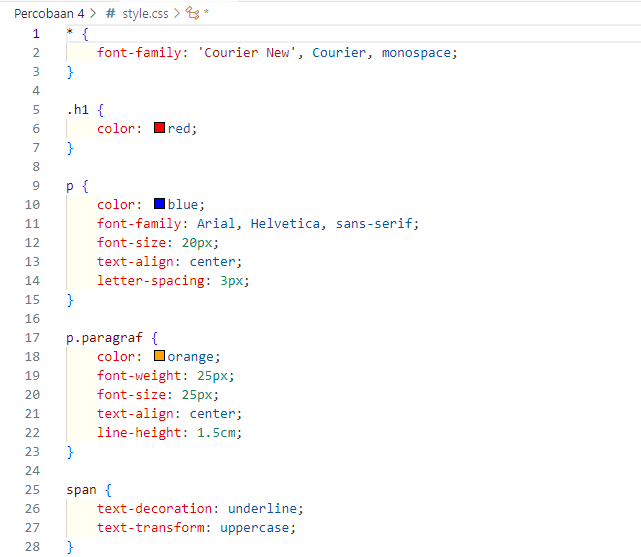 Percobaan 4 > # style.css > *
1 * {
2     font-family: 'Courier New', Courier, monospace;
3 }
4
5 .h1 {
6     color: red;
7 }
8
9 p {
10     color: blue;
11     font-family: Arial, Helvetica, sans-serif;
12     font-size: 20px;
13     text-align: center;
14     letter-spacing: 3px;
15 }
16
17 p.paragraf {
18     color: orange;
19     font-weight: 25px;
20     font-size: 25px;
21     text-align: center;
22     line-height: 1.5cm;
23 }
24
25 span {
26     text-decoration: underline;
27     text-transform: uppercase;
28 }